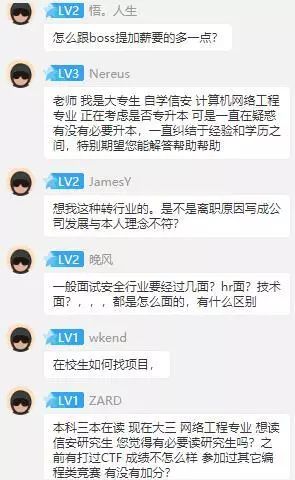 LV2 悟。人生
怎么跟boss提加薪要的多一点?
LV3 Nereus
老师 我是大专生 自学信安 计算机网络工程
专业 正在考虑是否专升本 可是一直在疑惑
有没有必要升本，一直纠结于经验和学历之
间，特别期望您能解答帮助帮助
LV2 JamesY
想我这种转行业的。是不是离职原因写成公
司发展与本人理念不符?
LV2 晚风
一般面试安全行业要经过几面？hr面？技术
面？，，，都是怎么面的，有什么区别
LV1 wkend
在校生如何找项目，
LV1 ZARD
本科三本在读 现在大三 网络工程专业 想读
信安研究生 您觉得有必要读研究生吗？之
前有打过CTF 成绩不怎么样 参加过其它编
程类竞赛 有没有加分?